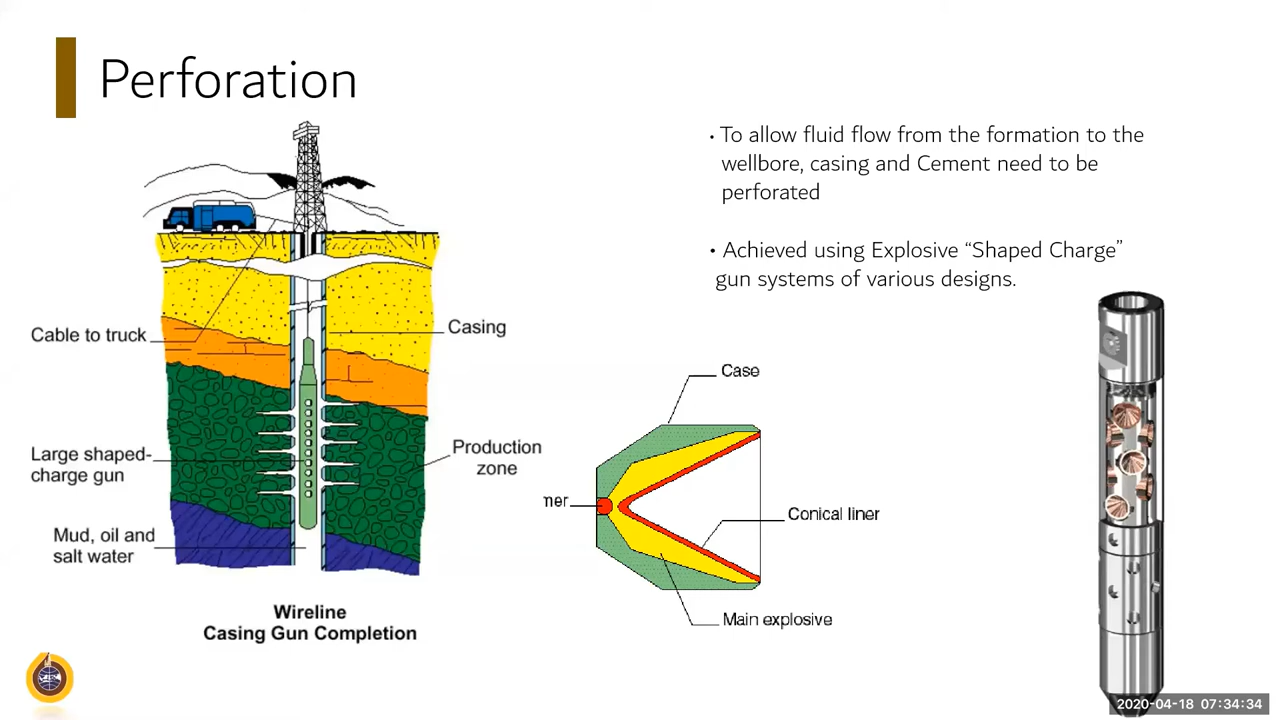 Perforation
• To allow fluid flow from the formation to the
wellbore, casing and Cement need to be
perforated
• Achieved using Explosive “Shaped Charge”
gun systems of various designs.
Cable to truck
Casing
Large shaped-
charge gun
Production
zone
Mud, oil and
salt water
Wireline
Casing Gun Completion
Case
ner
Conical liner
Main explosive
2020-04-18 07:34:34